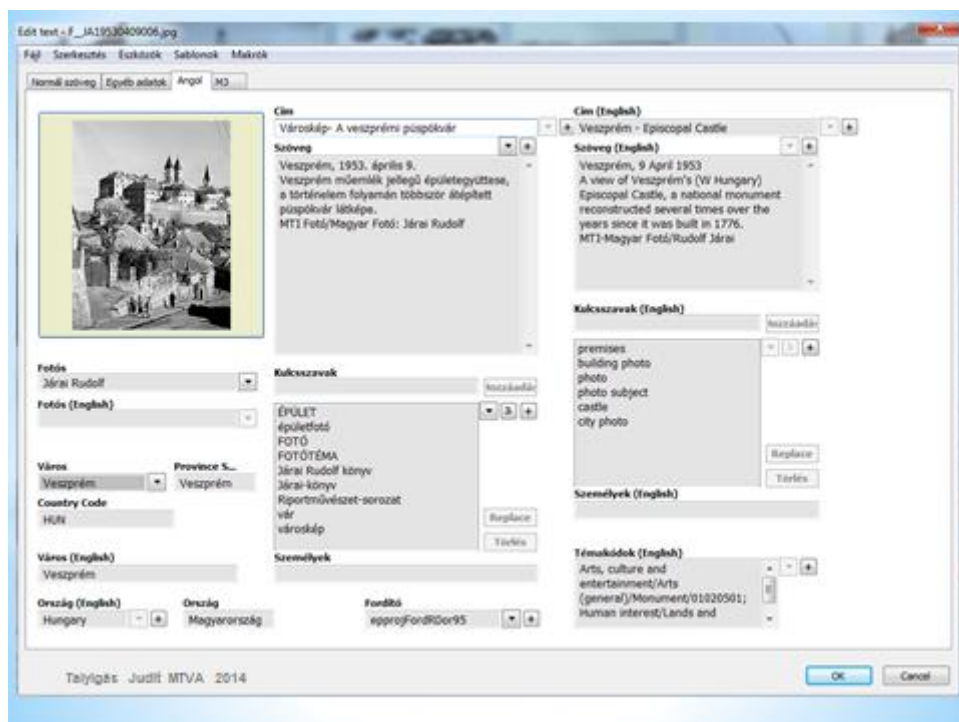 Edit text - F__JA19530409006.jpg
Fájl Szerkesztés Eszközök Sablonok Makrók
Normál szöveg Egyéb adatok Angol M3
Cím
Városkép- A veszprémi püspökvár
Szöveg
Veszprém, 1953. április 9.
Veszprém műemlék jellegű épületegyüttese,
a történelem folyamán többször átépített
püspökvár látképe.
MTI Fotó/Magyar Fotó: Járai Rudolf
Cím (English)
Veszprém - Episcopal Castle
Szöveg (English)
Veszprém, 9 April 1953
A view of Veszprém's (W Hungary)
Episcopal Castle, a national monument
reconstructed several times over the
years since it was built in 1776.
MTI-Magyar Fotó/Rudolf Járai
Kulcsszavak (English)
hozzáadás
premises
building photo
photo
photo subject
castle
city photo
Replace
Törlés
Személyek (English)
Témakódok (English)
Arts, culture and
entertainment/Arts
(general)/Monument/01020501;
Human interest/Lands and
Fotós
Járai Rudolf
Fotós (English)
Város
Veszprém
Province S...
Veszprém
Country Code
HUN
Város (English)
Veszprém
Ország (English)
Hungary
Ország
Magyarország
Kulcsszavak
hozzáadás
ÉPÜLET
épületfotó
FOTÓ
FOTÓTÉMA
Járai Rudolf könyv
Járai-könyv
Riportművészet-sorozat
vár
városkép
Replace
Törlés
Személyek
Fordító
epprojFordRDor95
Talyigás Judit MTVA 2014
OK
Cancel